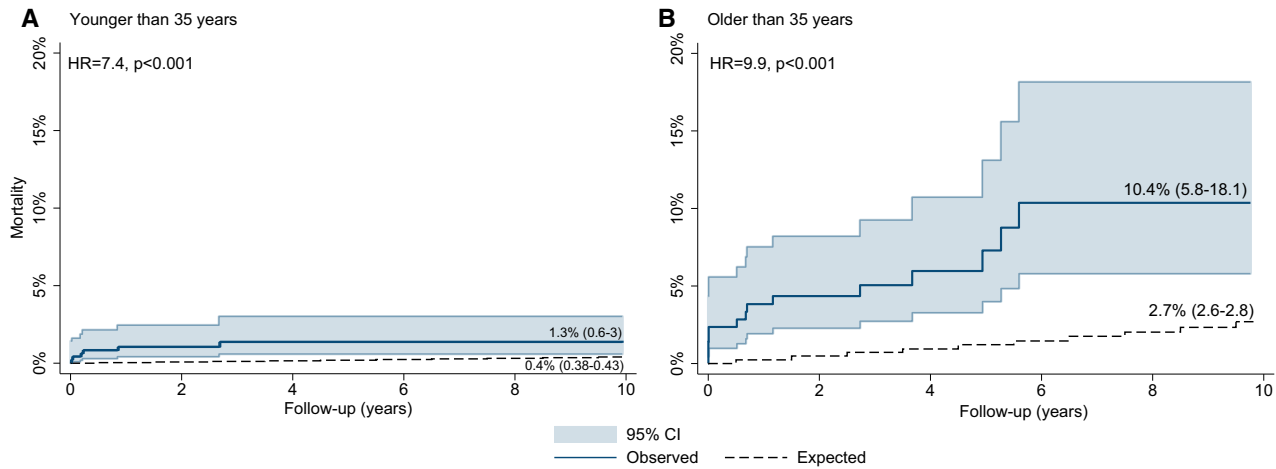 A Younger than 35 years
HR=7.4, p<0.001
Mortality
20%
15%
10%
5%
0%
1.3% (0.6-3)
0.4% (0.38-0.43)
0 2 4 6 8 10
Follow-up (years)
B Older than 35 years
HR=9.9, p<0.001
20%
15%
10%
5%
0%
10.4% (5.8-18.1)
2.7% (2.6-2.8)
0 2 4 6 8 10
Follow-up (years)
95% CI
Observed Expected